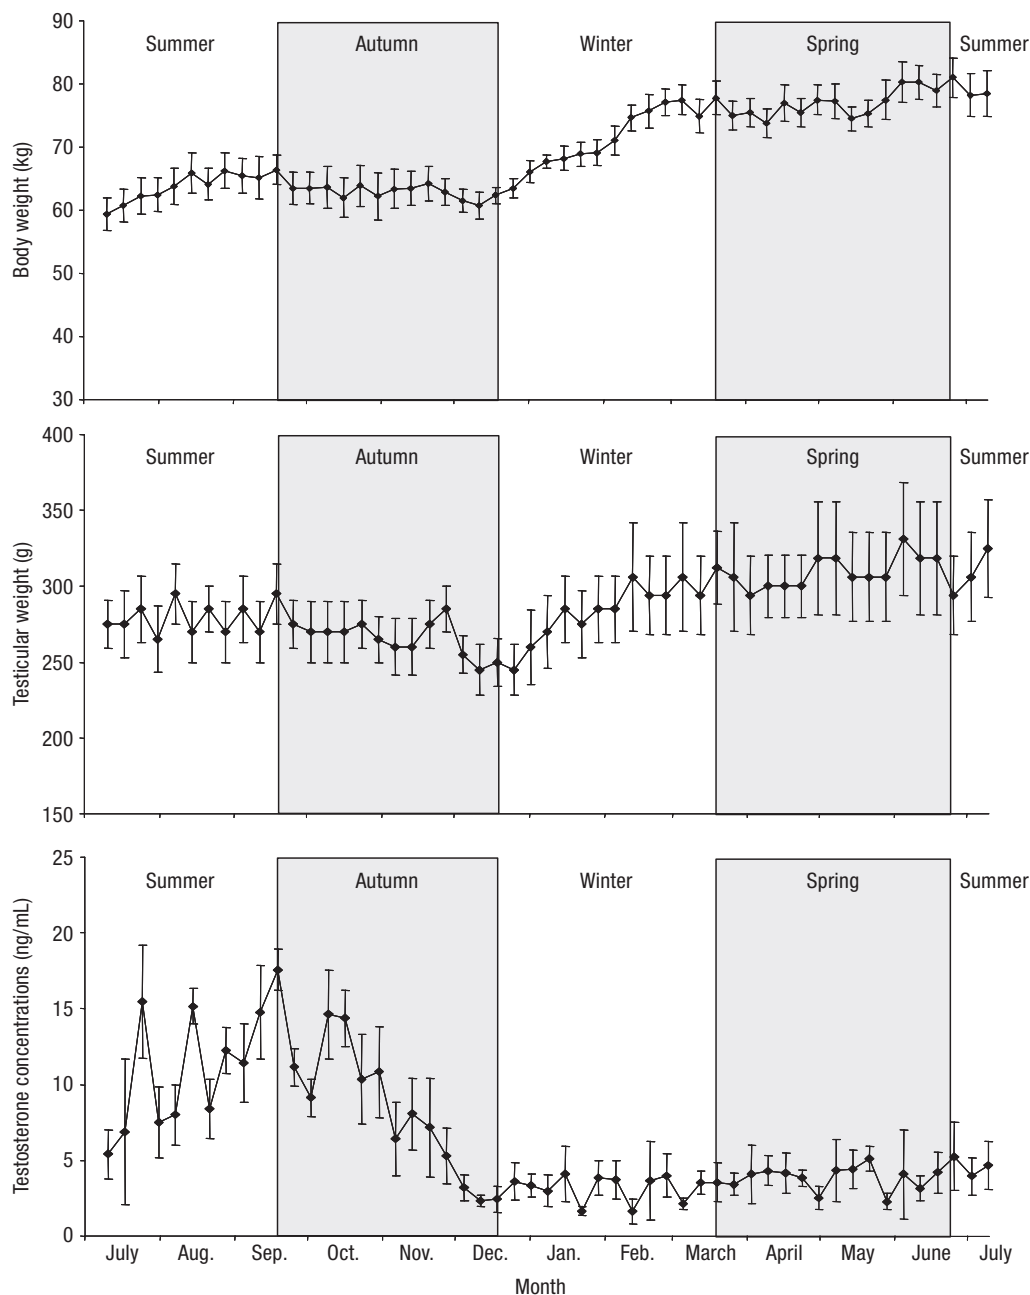 Body weight (kg)
90
80
70
60
50
40
30
Summer Autumn Winter Spring Summer
Testicular weight (g)
400
350
300
250
200
150
Summer Autumn Winter Spring Summer
Testosterone concentrations (ng/mL)
25
20
15
10
5
0
Summer Autumn Winter Spring Summer
July Aug. Sep. Oct. Nov. Dec. Jan. Feb. March April May June July
Month